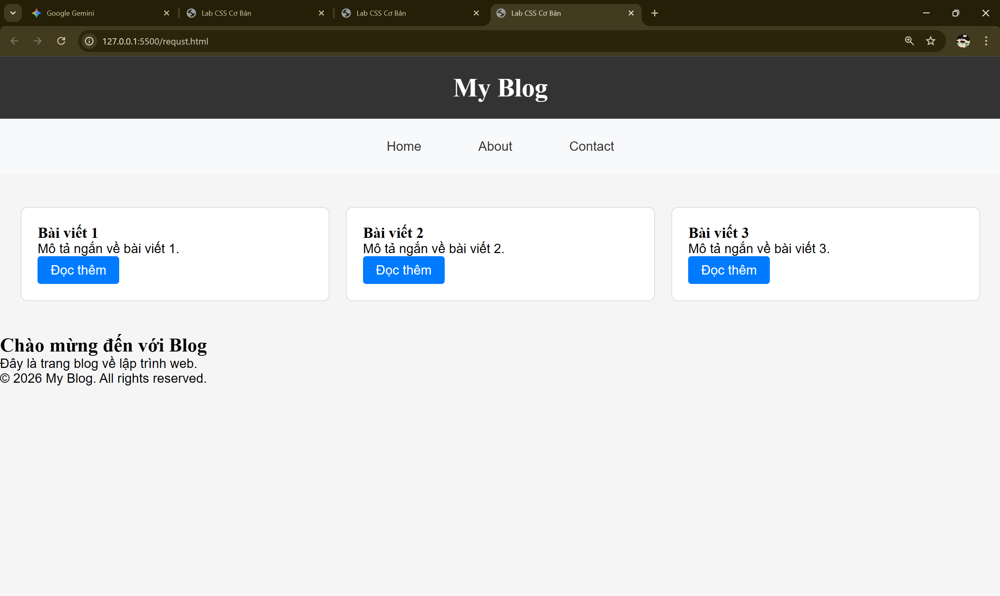 Google Gemini
Lab CSS Cơ Bản
Lab CSS Cơ Bản
Lab CSS Cơ Bản
127.0.0.1:5500/requst.html
My Blog
Home About Contact
Bài viết 1
Mô tả ngắn về bài viết 1.
Đọc thêm
Bài viết 2
Mô tả ngắn về bài viết 2.
Đọc thêm
Bài viết 3
Mô tả ngắn về bài viết 3.
Đọc thêm
Chào mừng đến với Blog
Đây là trang blog về lập trình web.
© 2026 My Blog. All rights reserved.